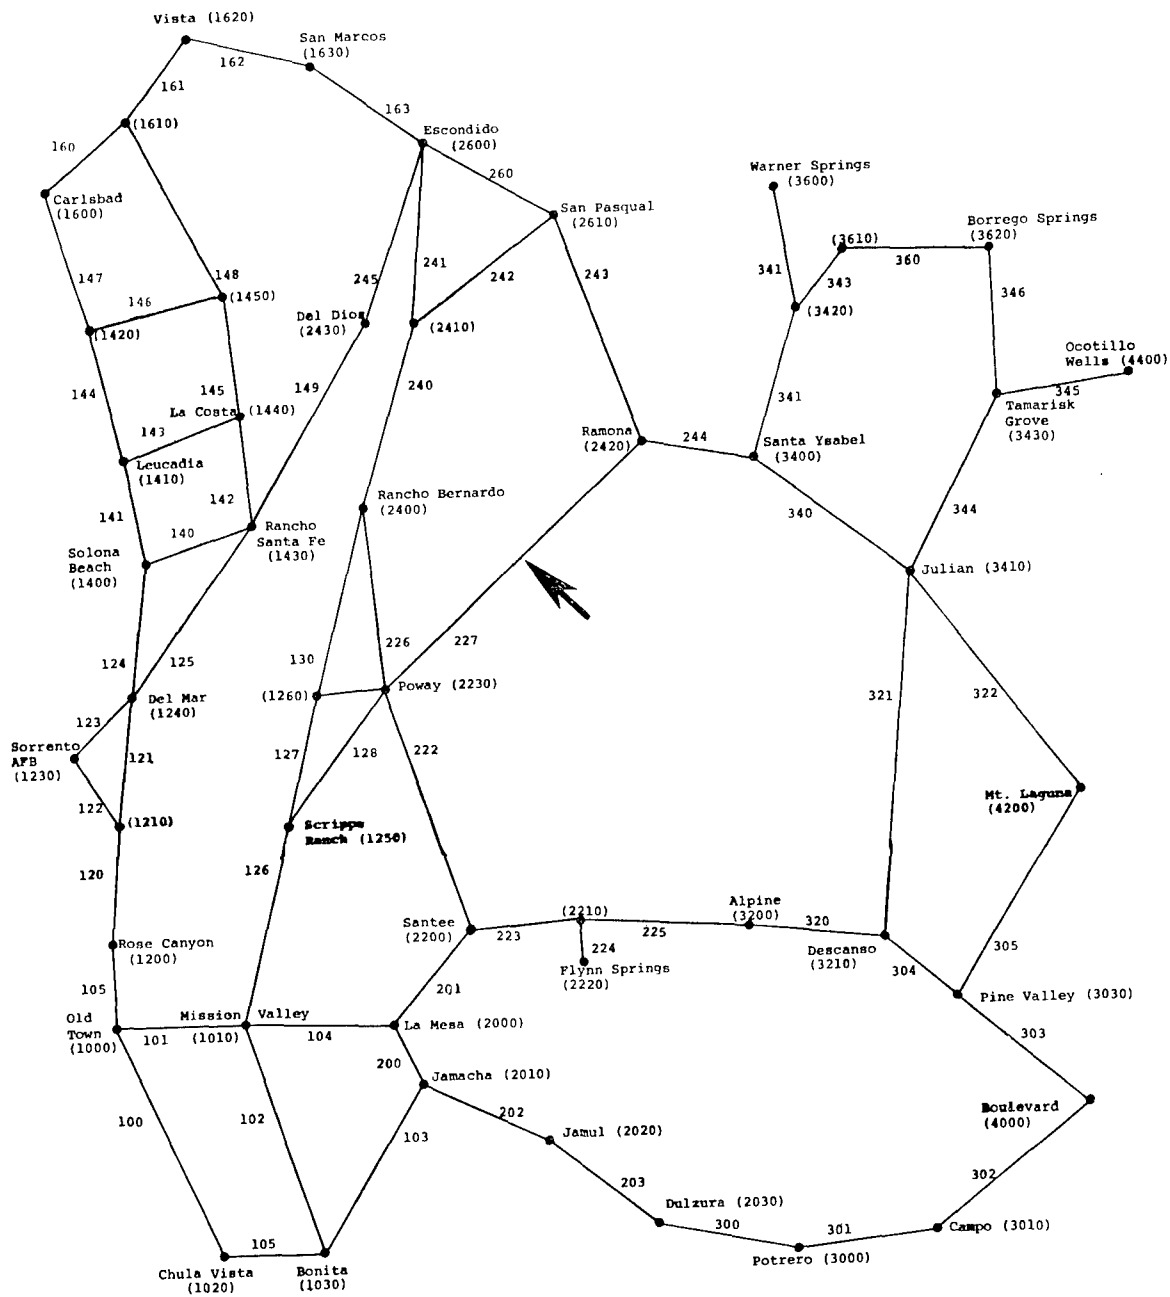 Vista (1620)
San Marcos
(1630)
162
161
163
(1610)
160
Escondido
(2600)
260
Warner Springs
(3600)
Carlsbad
(1600)
San Pasqual
(2610)
Borrego Springs
(3620)
(3610)
360
147
148
146
(1450)
245
241
242
243
341
343
346
(1420)
Del Dios
(2430)
(2410)
(3420)
Ocotillo
Wells (4400)
345
144
145
149
240
341
La Costa (1440)
Tamarisk
Grove
(3430)
143
Ramona
(2420)
244
Santa Ysabel
(3400)
Leucadia
(1410)
142
Rancho Bernardo
(2400)
141
140
Rancho
Santa Fe
(1430)
340
344
Solona
Beach
(1400)
Julian (3410)
124
125
130
226
227
(1260)
Poway (2230)
321
322
Del Mar
(1240)
123
Sorrento
AFB
(1230)
121
127
128
222
122
(1210)
Scripps
Ranch (1250)
Mt. Laguna
(4200)
120
126
Santee
(2200)
(2210)
223
225
Alpine
(3200)
320
Rose Canyon
(1200)
224
Flynn Springs
(2220)
Descanso
(3210)
304
305
105
201
Pine Valley (3030)
Old
Town
(1000)
101
Mission Valley
(1010)
104
La Mesa (2000)
303
200
Jamacha (2010)
100
102
103
202
Jamul (2020)
Boulevard
(4000)
203
302
Dulzura (2030)
300
301
Campo (3010)
105
Potrero (3000)
Chula Vista
(1020)
Bonita
(1030)